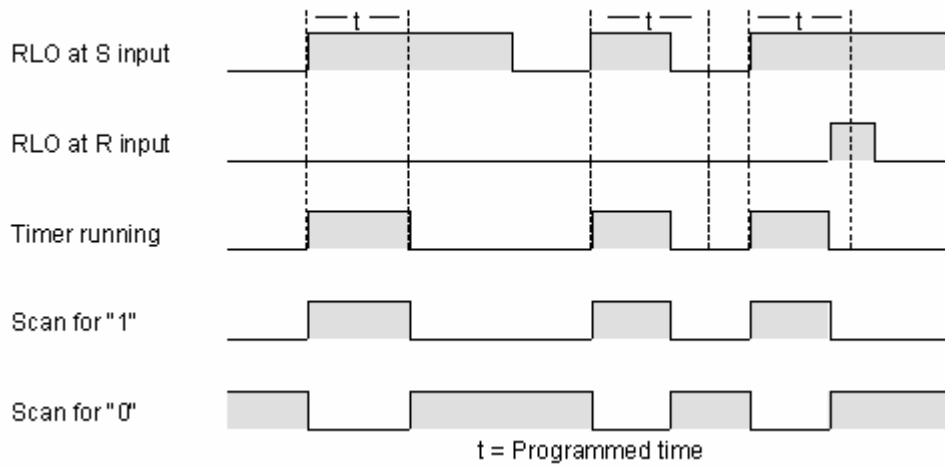 t t t
RLO at S input
RLO at R input
Timer running
Scan for "1"
Scan for "0"
t = Programmed time